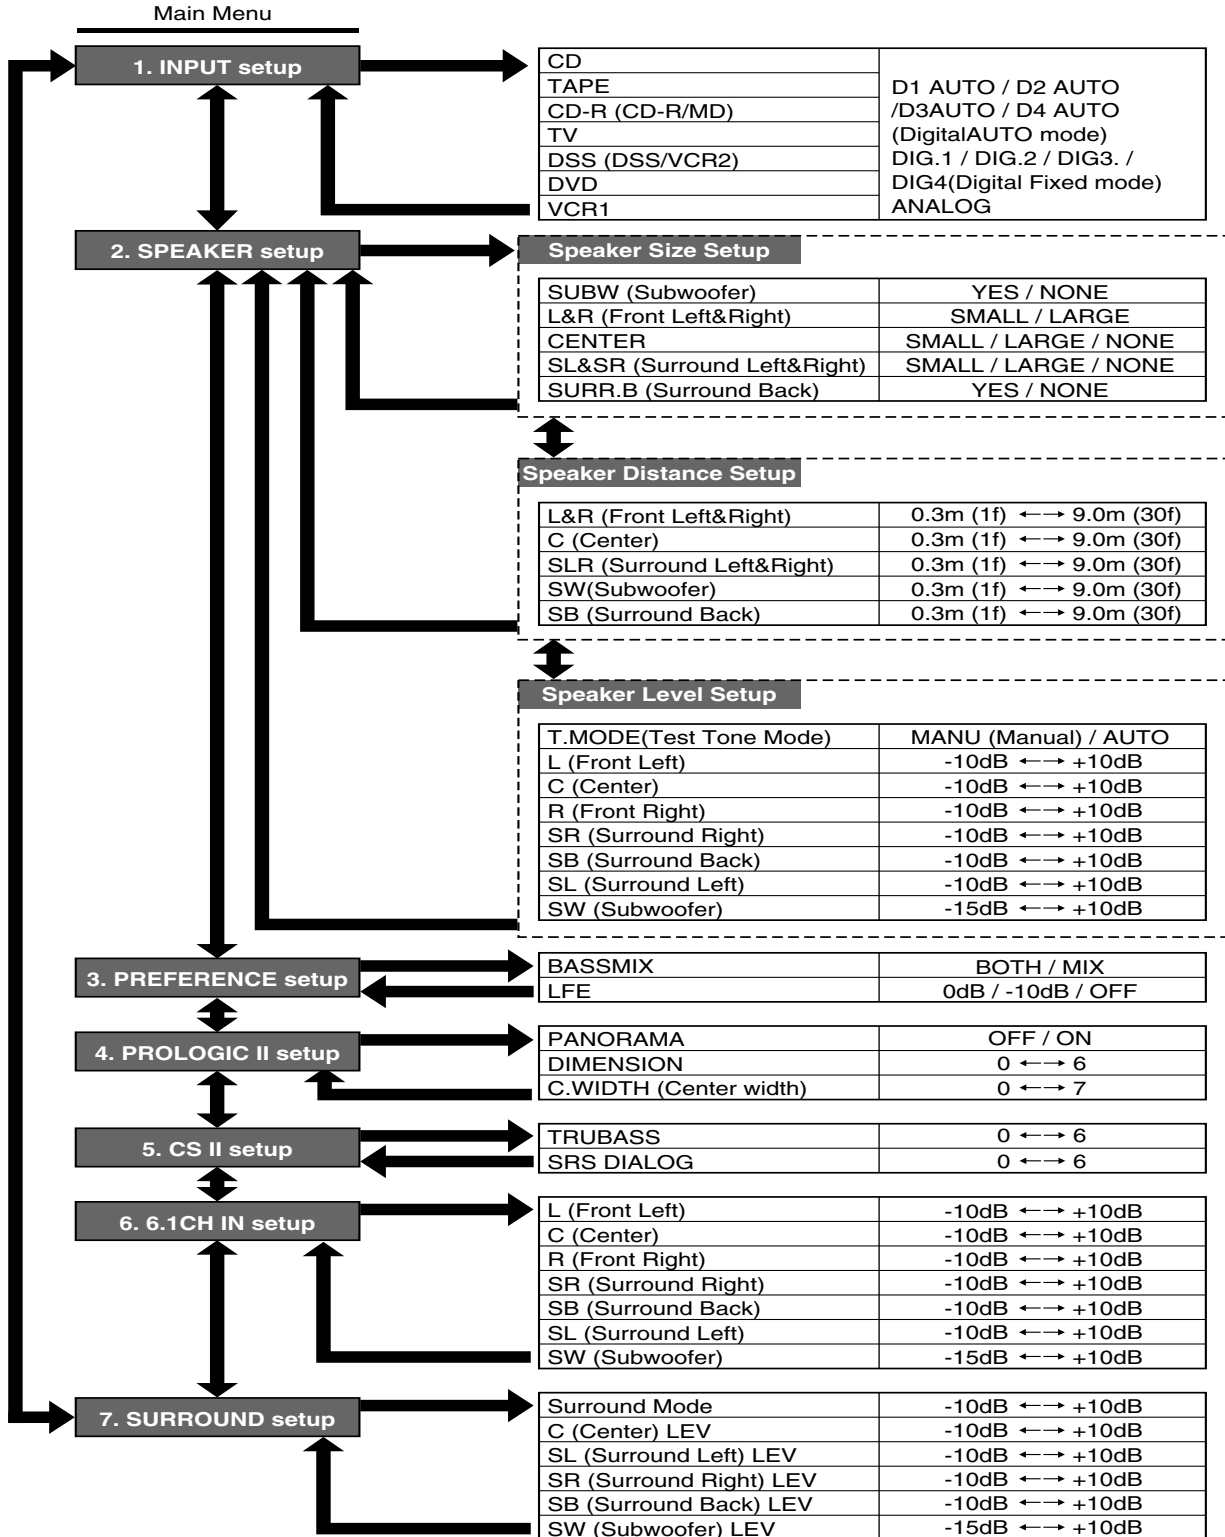 Main Menu
1. INPUT setup
CD
TAPE
CD-R (CD-R/MD)
TV
DSS (DSS/VCR2)
DVD
VCR1
D1 AUTO / D2 AUTO
/D3AUTO / D4 AUTO
(DigitalAUTO mode)
DIG.1 / DIG.2 / DIG3. /
DIG4(Digital Fixed mode)
ANALOG
2. SPEAKER setup
Speaker Size Setup
SUBW (Subwoofer) YES / NONE
L&R (Front Left&Right) SMALL / LARGE
CENTER SMALL / LARGE / NONE
SL&SR (Surround Left&Right) SMALL / LARGE / NONE
SURR.B (Surround Back) YES / NONE
Speaker Distance Setup
L&R (Front Left&Right) 0.3m (1f) ←→ 9.0m (30f)
C (Center) 0.3m (1f) ←→ 9.0m (30f)
SLR (Surround Left&Right) 0.3m (1f) ←→ 9.0m (30f)
SW(Subwoofer) 0.3m (1f) ←→ 9.0m (30f)
SB (Surround Back) 0.3m (1f) ←→ 9.0m (30f)
Speaker Level Setup
T.MODE(Test Tone Mode) MANU (Manual) / AUTO
L (Front Left) -10dB ←→ +10dB
C (Center) -10dB ←→ +10dB
R (Front Right) -10dB ←→ +10dB
SR (Surround Right) -10dB ←→ +10dB
SB (Surround Back) -10dB ←→ +10dB
SL (Surround Left) -10dB ←→ +10dB
SW (Subwoofer) -15dB ←→ +10dB
3. PREFERENCE setup
BASSMIX BOTH / MIX
LFE 0dB / -10dB / OFF
4. PROLOGIC II setup
PANORAMA OFF / ON
DIMENSION 0 ←→ 6
C.WIDTH (Center width) 0 ←→ 7
5. CS II setup
TRUBASS 0 ←→ 6
SRS DIALOG 0 ←→ 6
6. 6.1CH IN setup
L (Front Left) -10dB ←→ +10dB
C (Center) -10dB ←→ +10dB
R (Front Right) -10dB ←→ +10dB
SR (Surround Right) -10dB ←→ +10dB
SB (Surround Back) -10dB ←→ +10dB
SL (Surround Left) -10dB ←→ +10dB
SW (Subwoofer) -15dB ←→ +10dB
7. SURROUND setup
Surround Mode -10dB ←→ +10dB
C (Center) LEV -10dB ←→ +10dB
SL (Surround Left) LEV -10dB ←→ +10dB
SR (Surround Right) LEV -10dB ←→ +10dB
SB (Surround Back) LEV -10dB ←→ +10dB
SW (Subwoofer) LEV -15dB ←→ +10dB